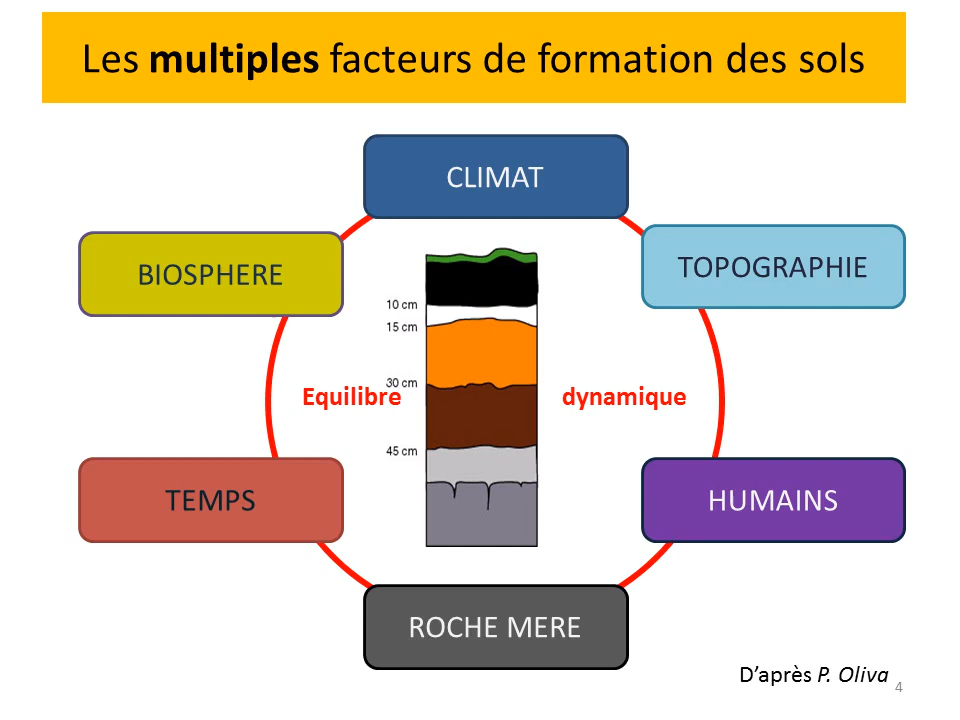 Les multiples facteurs de formation des sols
CLIMAT
BIOSPHERE
TOPOGRAPHIE
10 cm
15 cm
30 cm
Equilibre
dynamique
45 cm
TEMPS
HUMAINS
ROCHE MERE
D’après P. Oliva
4